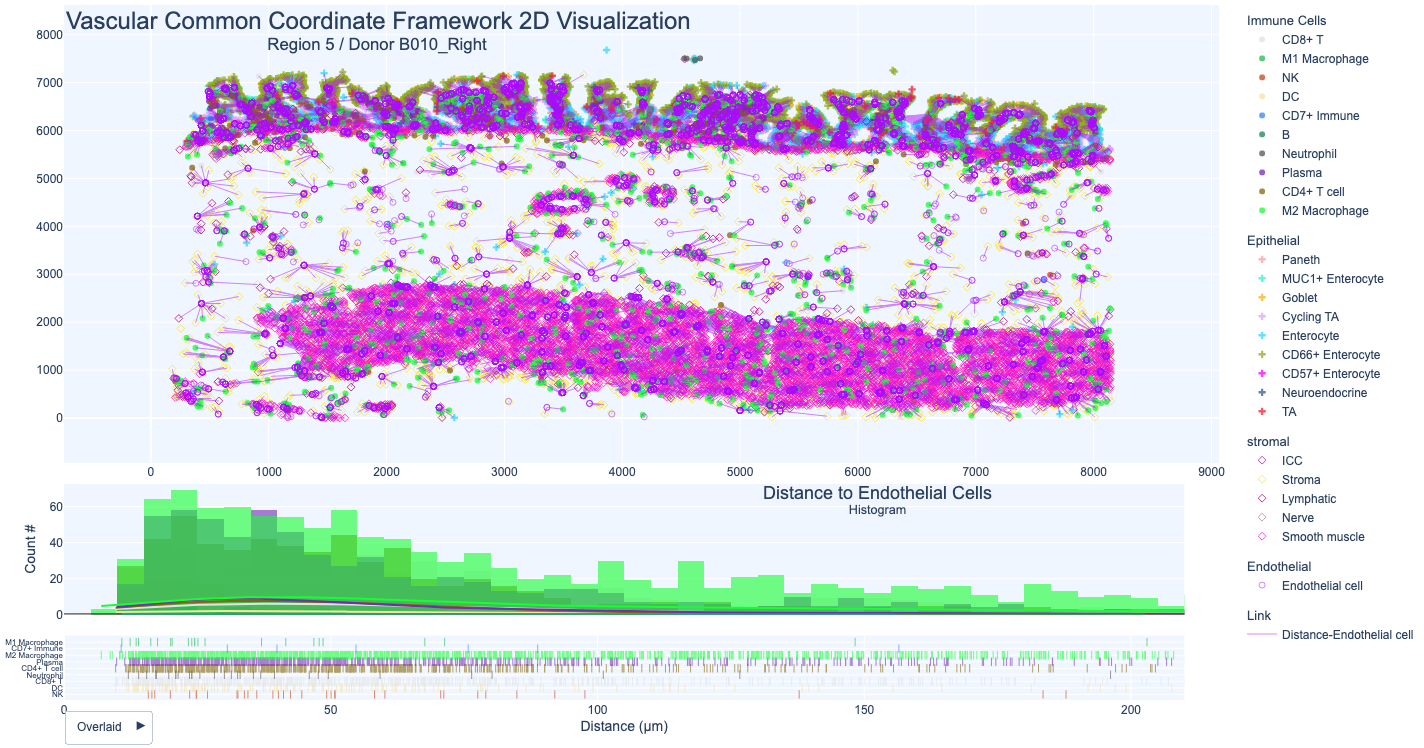 Vascular Common Coordinate Framework 2D Visualization
Region 5 / Donor B010_Right
8000
7000
6000
5000
4000
3000
2000
1000
0
0 1000 2000 3000 4000 5000 6000 7000 8000 9000
Immune Cells
CD8+ T
M1 Macrophage
NK
DC
CD7+ Immune
B
Neutrophil
Plasma
CD4+ T cell
M2 Macrophage
Epithelial
Paneth
MUC1+ Enterocyte
Goblet
Cycling TA
Enterocyte
CD66+ Enterocyte
CD57+ Enterocyte
Neuroendocrine
TA
stromal
ICC
Stroma
Lymphatic
Nerve
Smooth muscle
Endothelial
Endothelial cell
Link
Distance-Endothelial cell
Distance to Endothelial Cells
Histogram
Count #
60
40
20
0
M1 Macrophage
CD7+ Immune
M2 Macrophage
Plasma
CD4+ T cell
Neutrophil
CD8+ T
DC
NK
0 50 100 150 200
Distance (μm)
Overlaid ►